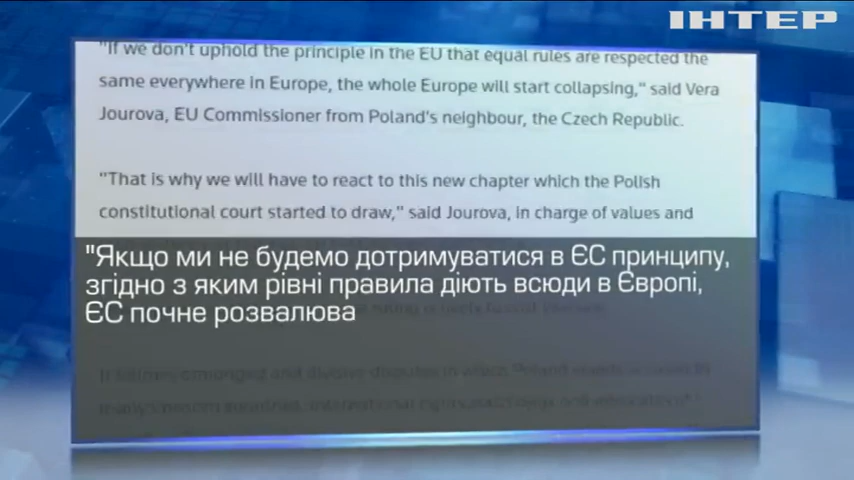 ІНТЕР
"If we don't uphold the principle in the EU that equal rules are respected the
same everywhere in Europe, the whole Europe will start collapsing," said Vera
Jourova, EU Commissioner from Poland's neighbour, the Czech Republic.
"That is why we will have to react to this new chapter which the Polish
constitutional court started to draw," said Jourova, in charge of values and
"Якщо ми не будемо дотримуватися в ЄС принципу,
згідно з яким рівні правила діють всюди в Європі,
ЄС почне розвалюва